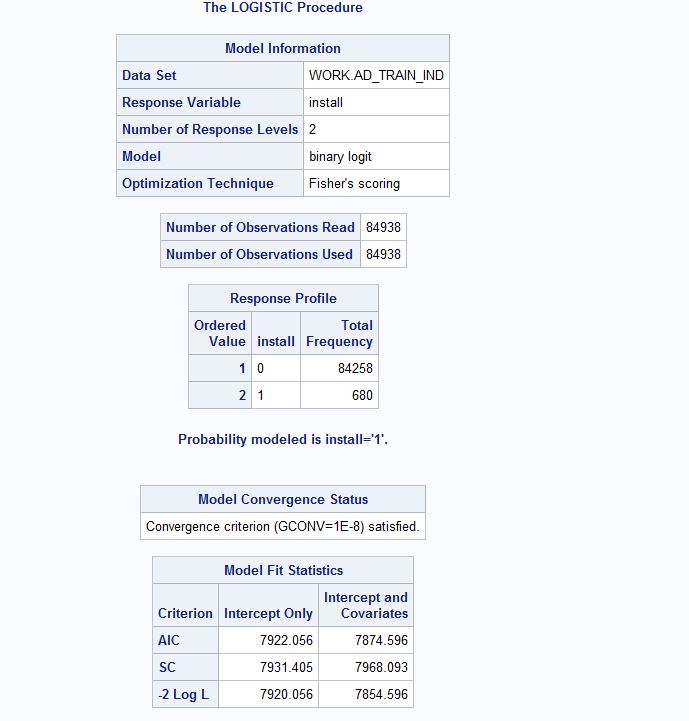 The LOGISTIC Procedure
Model Information
Data Set WORK.AD_TRAIN_IND
Response Variable install
Number of Response Levels 2
Model binary logit
Optimization Technique Fisher's scoring
Number of Observations Read 84938
Number of Observations Used 84938
Response Profile
Ordered Value install Total Frequency
1 0 84258
2 1 680
Probability modeled is install='1'.
Model Convergence Status
Convergence criterion (GCONV=1E-8) satisfied.
Model Fit Statistics
Criterion Intercept Only Intercept and Covariates
AIC 7922.056 7874.596
SC 7931.405 7968.093
-2 Log L 7920.056 7854.596